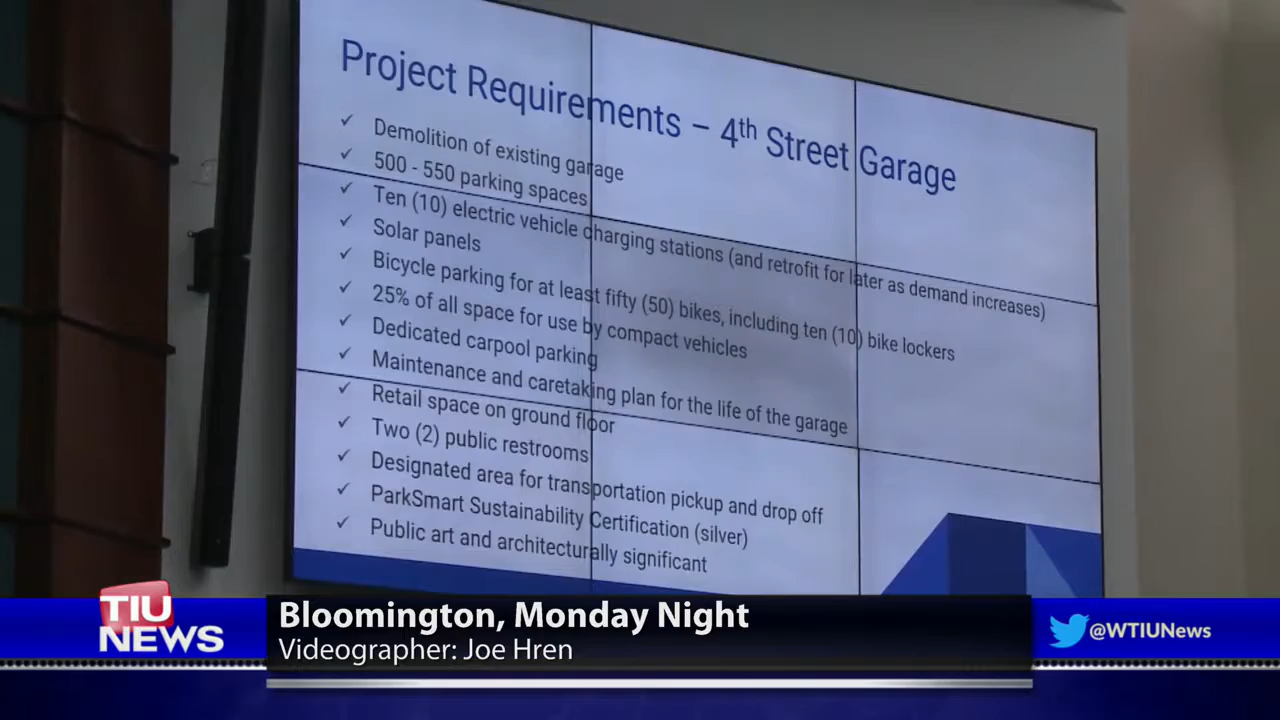 Project Requirements – 4th Street Garage
✓ Demolition of existing garage
✓ 500 - 550 parking spaces
✓ Ten (10) electric vehicle charging stations (and retrofit for later as demand increases)
✓ Solar panels
✓ Bicycle parking for at least fifty (50) bikes, including ten (10) bike lockers
✓ 25% of all space for use by compact vehicles
✓ Dedicated carpool parking
✓ Maintenance and caretaking plan for the life of the garage
✓ Retail space on ground floor
✓ Two (2) public restrooms
✓ Designated area for transportation pickup and drop off
✓ ParkSmart Sustainability Certification (silver)
✓ Public art and architecturally significant
TIU
NEWS
Bloomington, Monday Night
Videographer: Joe Hren
@WTIUNews